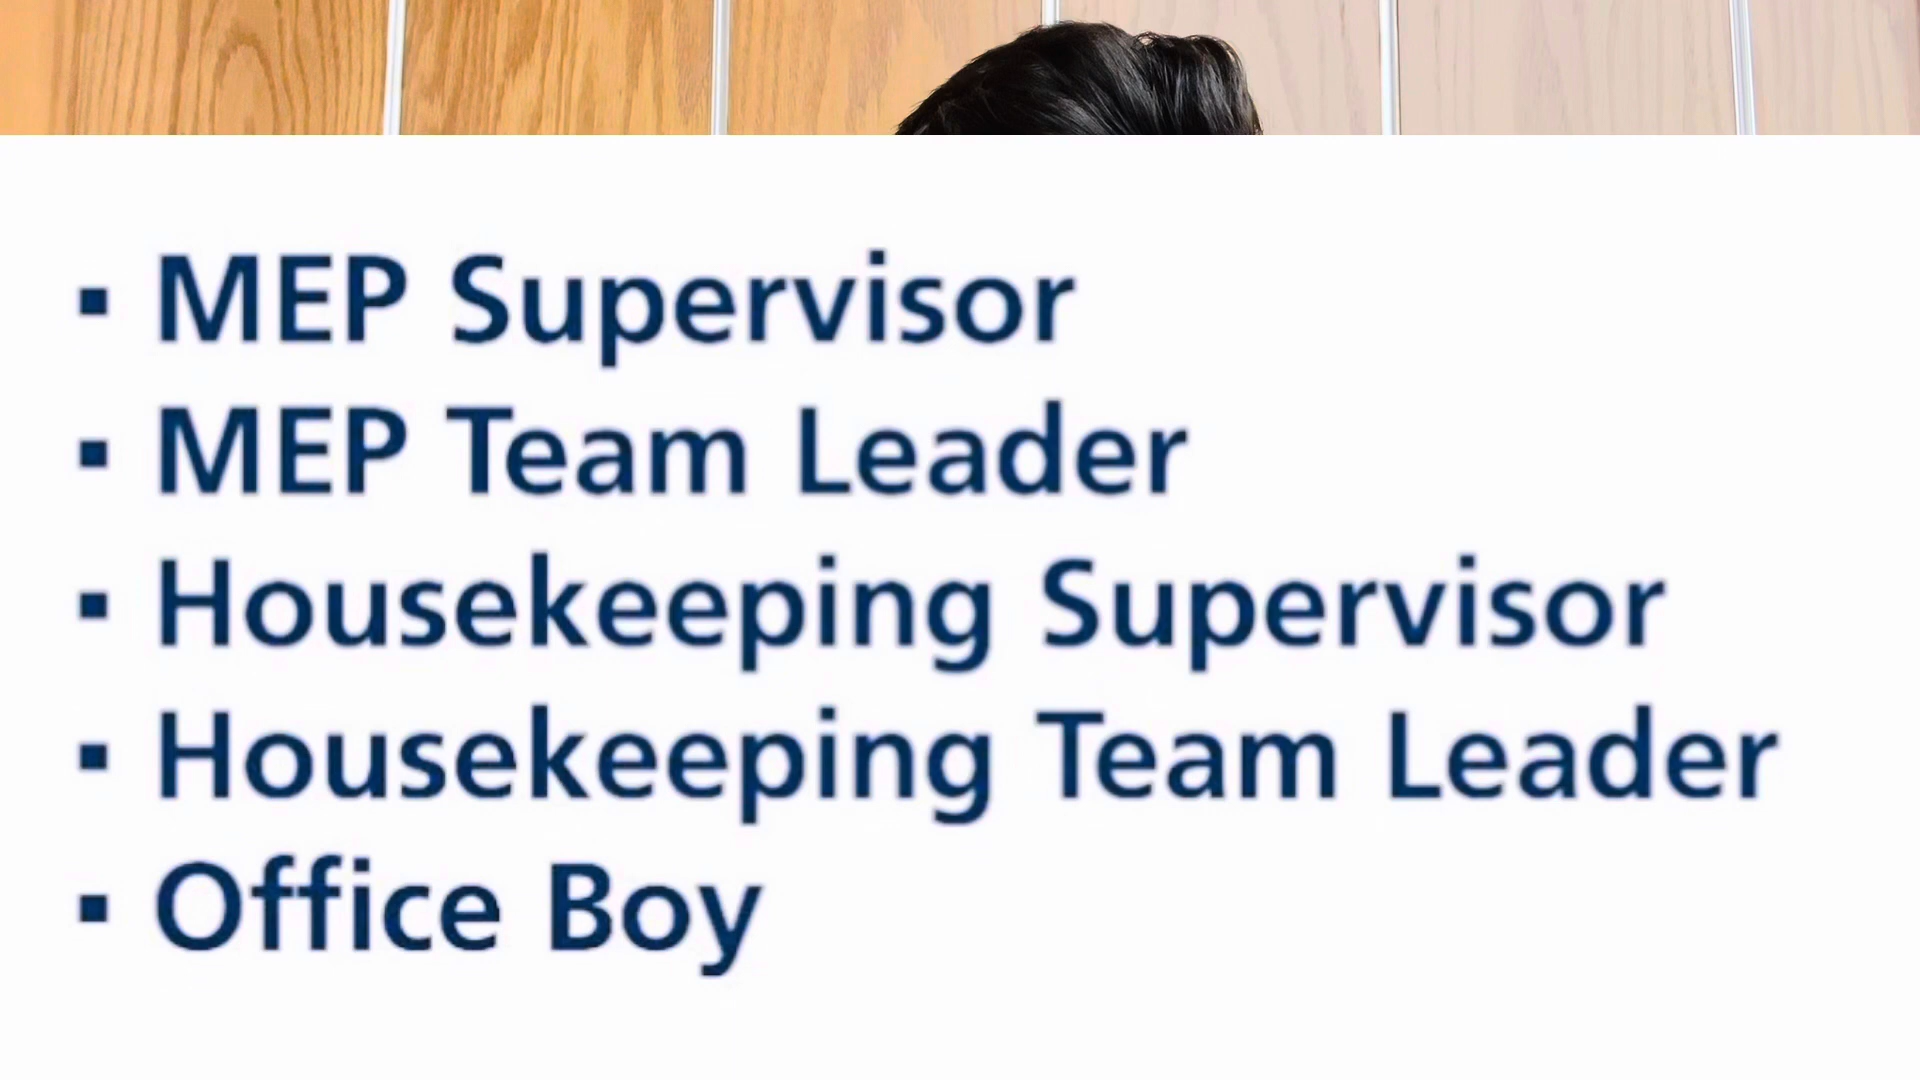 ▪ MEP Supervisor
▪ MEP Team Leader
▪ Housekeeping Supervisor
▪ Housekeeping Team Leader
▪ Office Boy